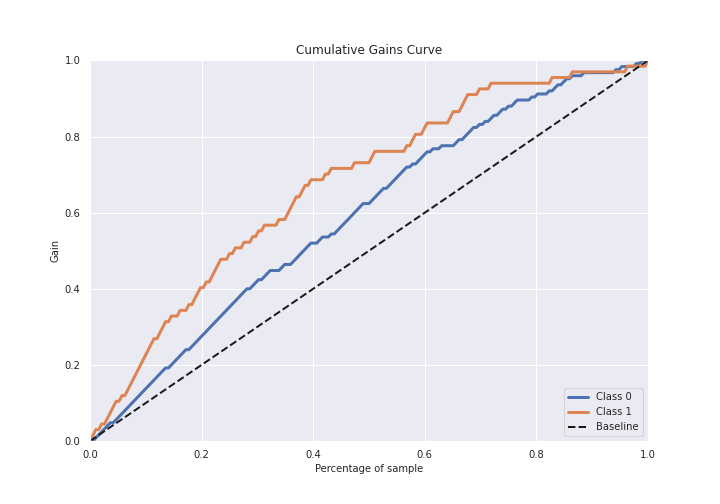 Cumulative Gains Curve
1.0
0.8
0.6
0.4
0.2
0.0
Gain
0.0 0.2 0.4 0.6 0.8 1.0
Percentage of sample
Class 0
Class 1
Baseline